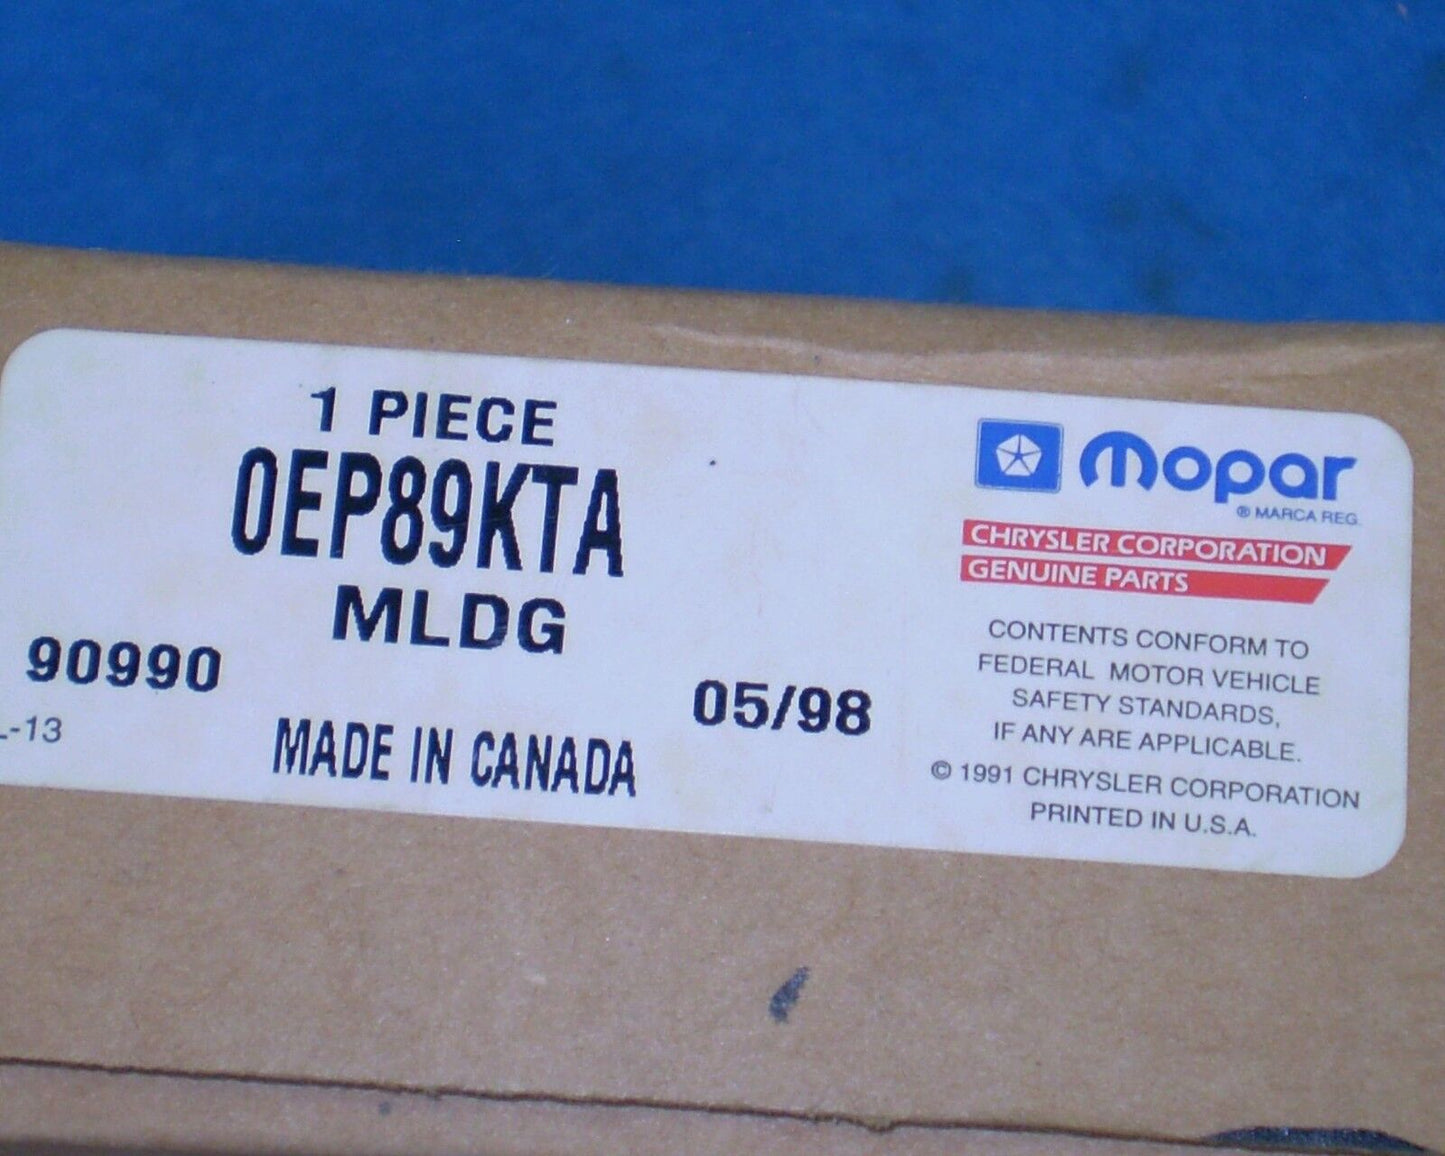 1 PIECE
0EP89KTA
MLDG
90990
05/98
L-13
MADE IN CANADA
mopar
® MARCA REG.
CHRYSLER CORPORATION
GENUINE PARTS
CONTENTS CONFORM TO
FEDERAL MOTOR VEHICLE
SAFETY STANDARDS,
IF ANY ARE APPLICABLE.
© 1991 CHRYSLER CORPORATION
PRINTED IN U.S.A.